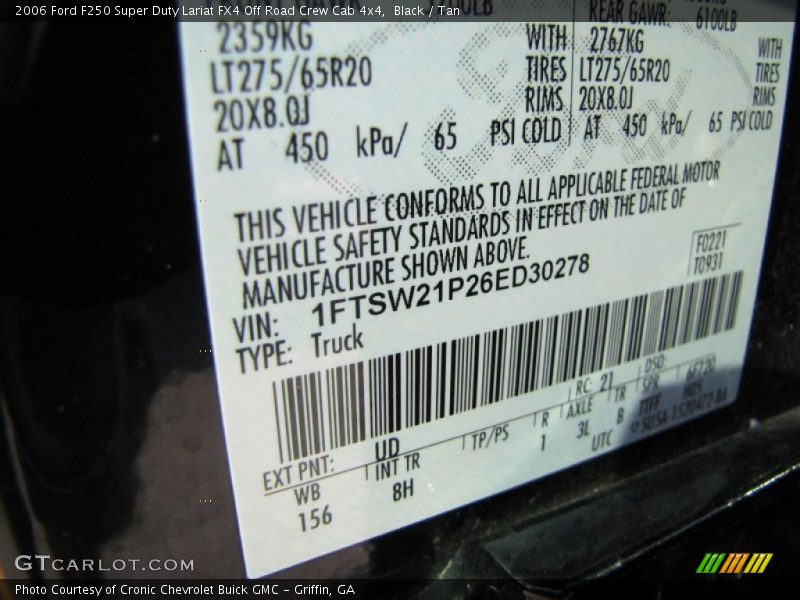 2006 Ford F250 Super Duty Lariat FX4 Off Road Crew Cab 4x4, Black / Tan
REAR GAWR: 6100LB
2359KG WITH 2767KG WITH
LT275/65R20 TIRES LT275/65R20 TIRES
20X8.0J RIMS 20X8.0J RIMS
AT 450 kPa/ 65 PSI COLD AT 450 kPa/ 65 PSI COLD
THIS VEHICLE CONFORMS TO ALL APPLICABLE FEDERAL MOTOR
VEHICLE SAFETY STANDARDS IN EFFECT ON THE DATE OF
MANUFACTURE SHOWN ABOVE.
F0221
T0931
VIN: 1FTSW21P26ED30278
TYPE: Truck
RC: 21 DSO:
EXT PNT: UD TP/PS R AXLE TR SPR
WB INT TR 1 3L B
156 8H UTC
GTCARLOT.COM
Photo Courtesy of Cronic Chevrolet Buick GMC – Griffin, GA